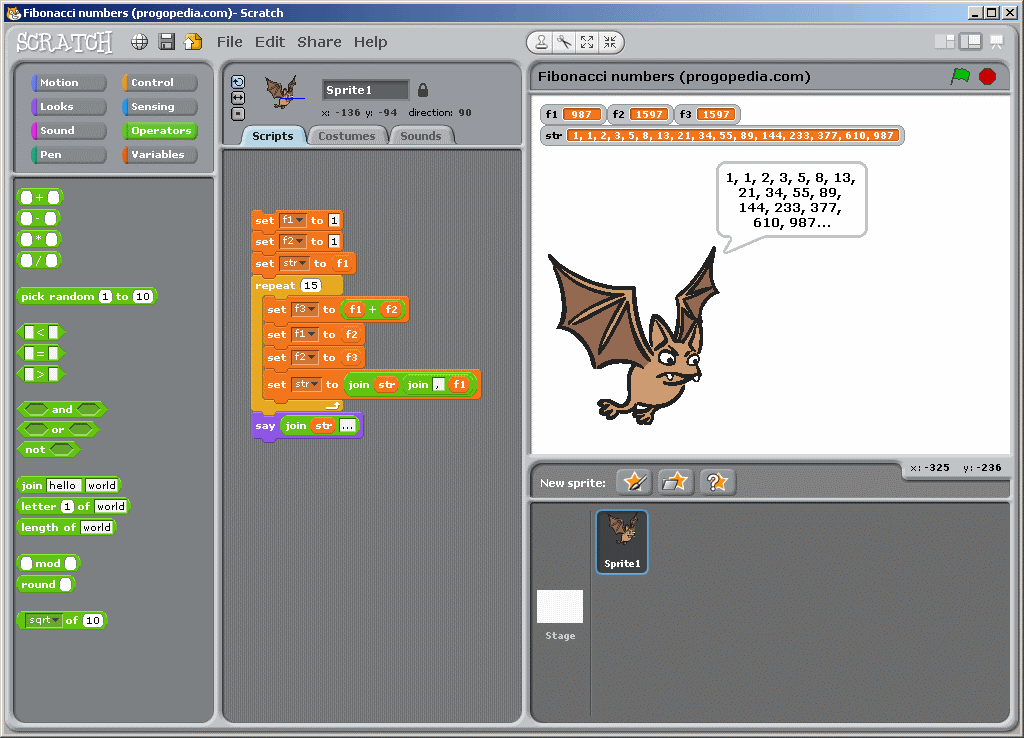 Fibonacci numbers (progopedia.com)- Scratch
SCRATCH File Edit Share Help
Motion Control
Looks Sensing
Sound Operators
Pen Variables
+
-
*
/
pick random 1 to 10
<
=
>
and
or
not
join hello world
letter 1 of world
length of world
mod
round
sqrt of 10
Sprite1
x: -136 y: -94 direction: 90
Scripts Costumes Sounds
set f1 to 1
set f2 to 1
set str to f1
repeat 15
set f3 to f1 + f2
set f1 to f2
set f2 to f3
set str to join str join , f1
say join str ...
Fibonacci numbers (progopedia.com)
f1 987 f2 1597 f3 1597
str 1, 1, 2, 3, 5, 8, 13, 21, 34, 55, 89, 144, 233, 377, 610, 987
1, 1, 2, 3, 5, 8, 13,
21, 34, 55, 89,
144, 233, 377,
610, 987...
x: -325 y: -236
New sprite:
Sprite1
Stage